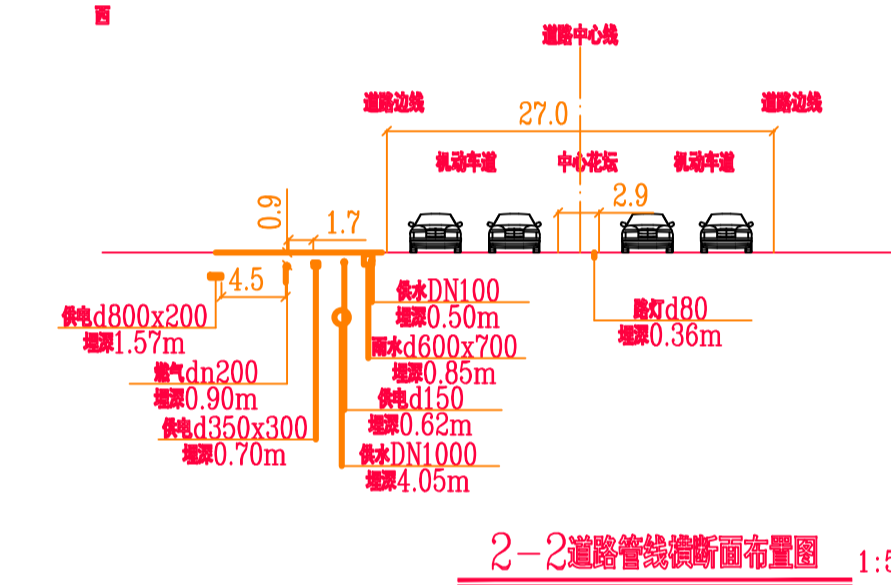 西
道路中心线
道路边线
道路边线
27.0
机动车道
中心花坛
机动车道
2.9
0.9
1.7
4.5
供电d800x200
埋深1.57m
燃气dn200
埋深0.90m
供电d350x300
埋深0.70m
供水DN100
埋深0.50m
雨水d600x700
埋深0.85m
供电d150
埋深0.62m
供水DN1000
埋深4.05m
路灯d80
埋深0.36m
2-2道路管线横断面布置图
1:5